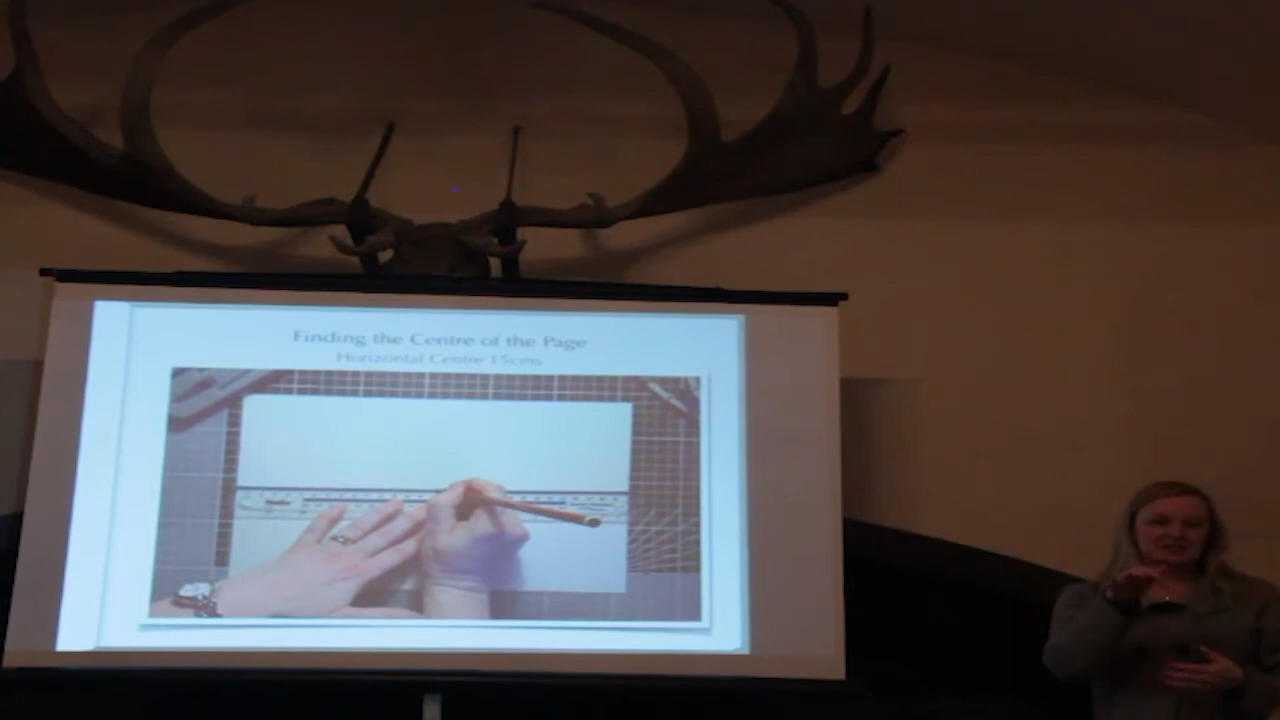 Finding the Centre of the Page
Horizontal Centre 15cms